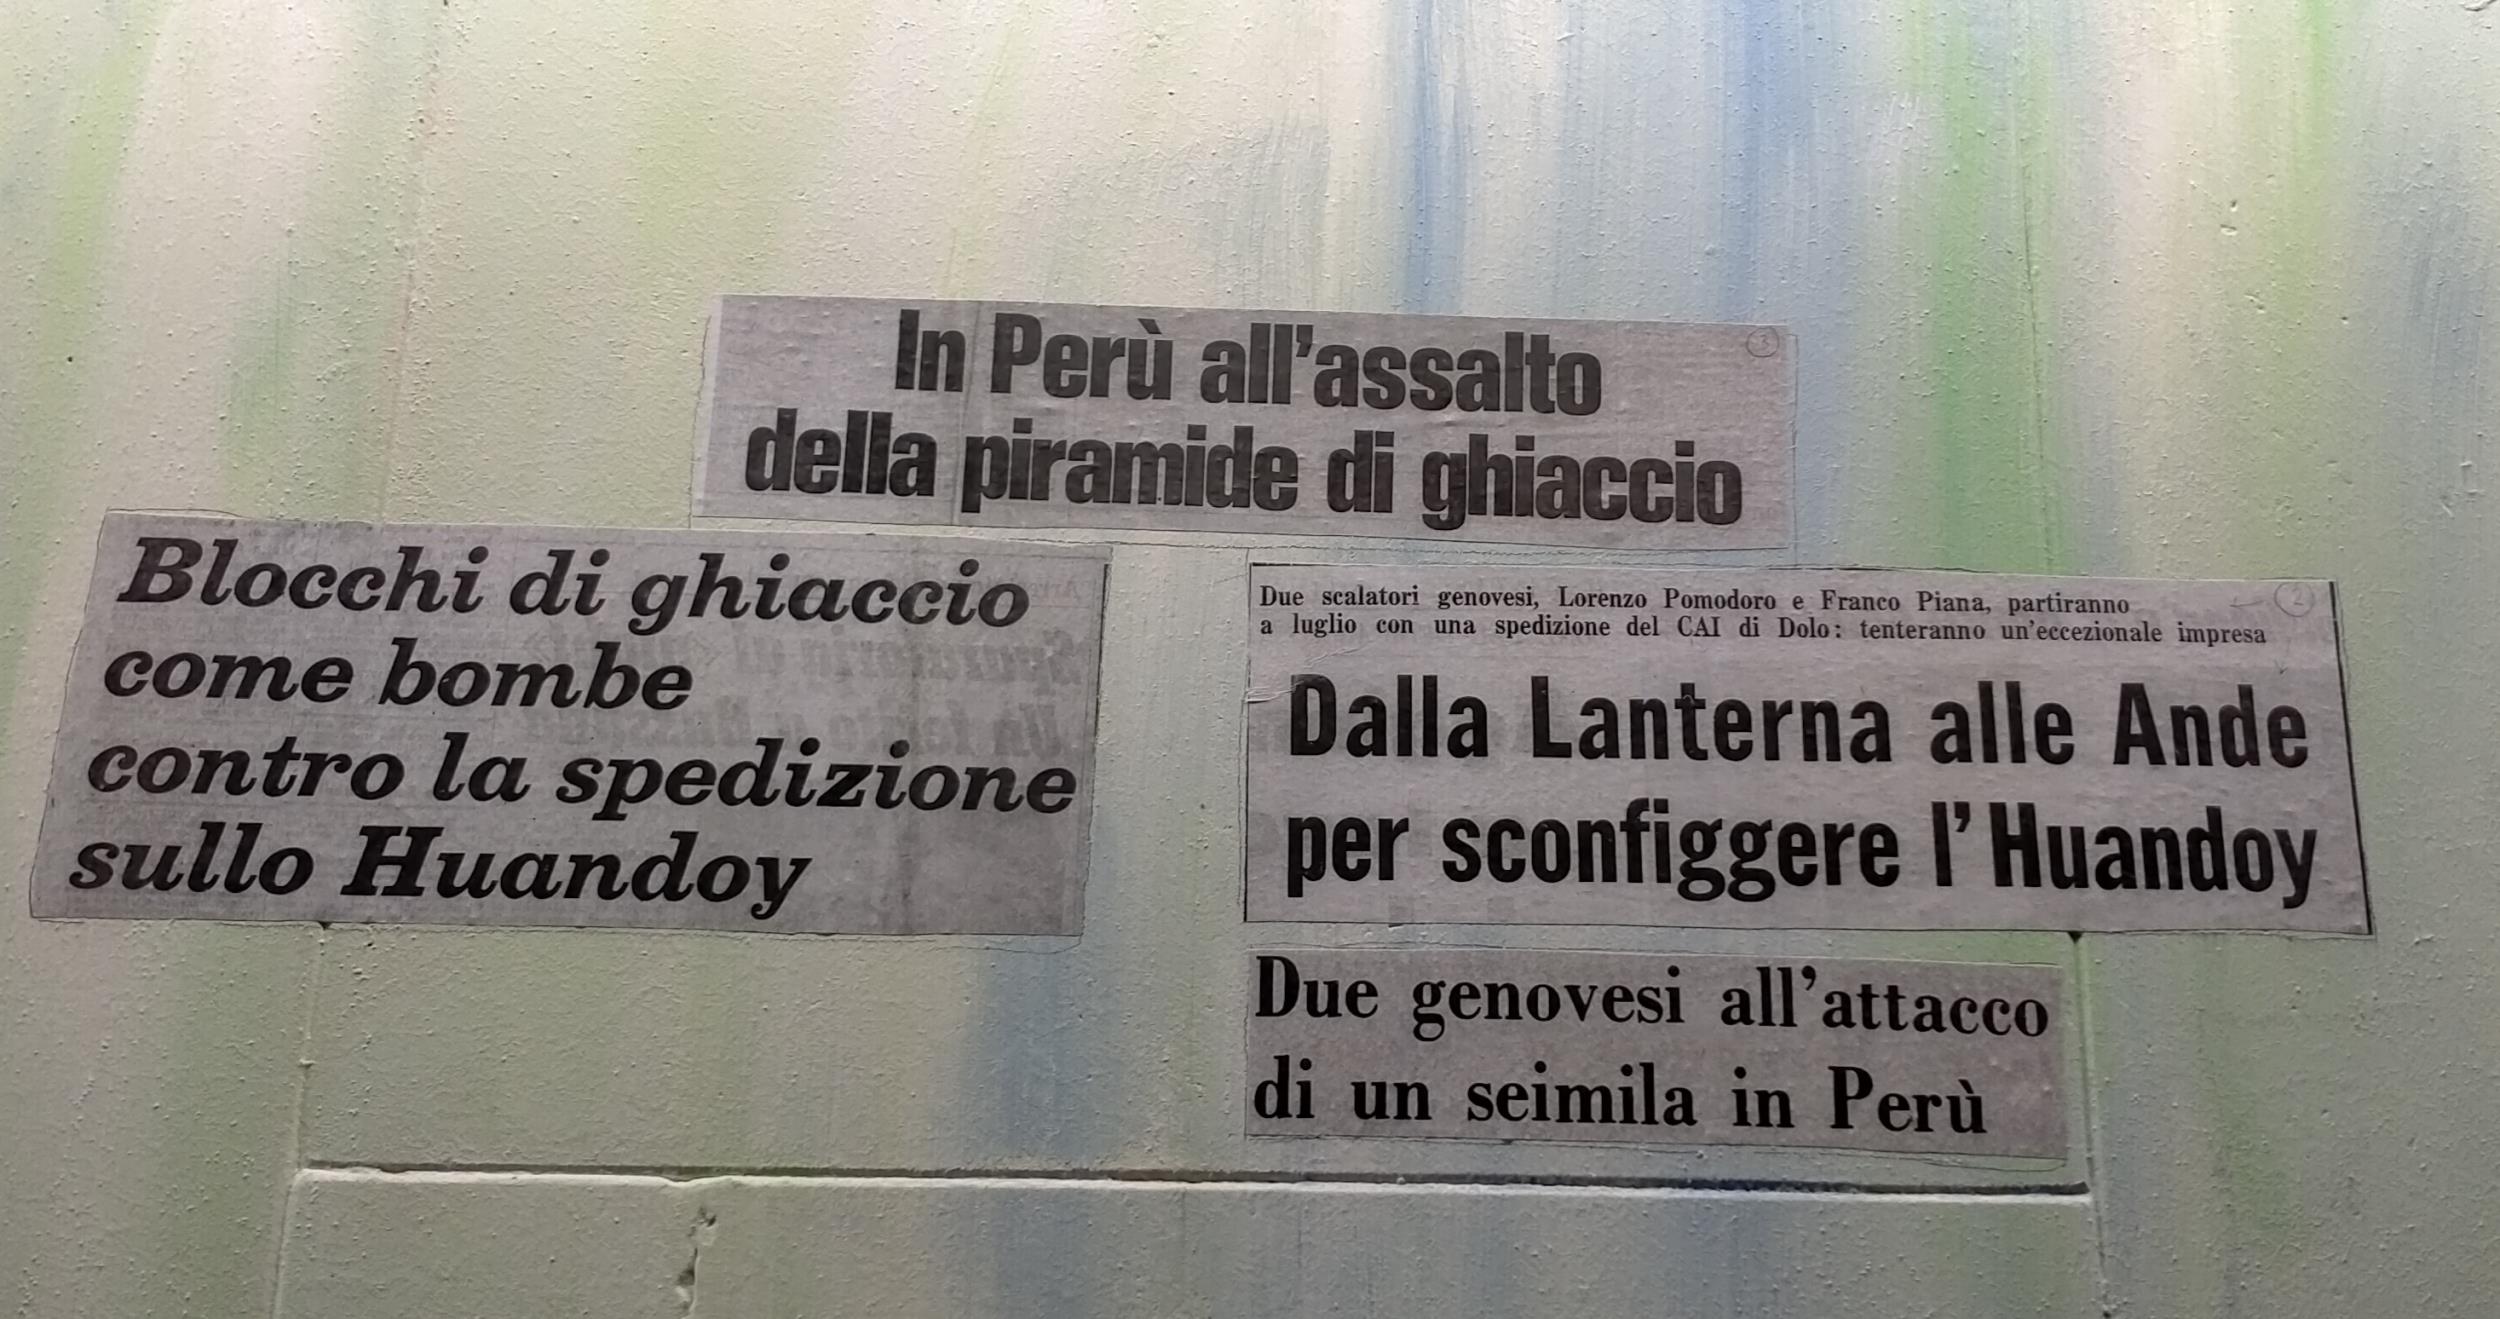 In Perù all'assalto
della piramide di ghiaccio
3
Blocchi di ghiaccio
come bombe
contro la spedizione
sullo Huandoy
Due scalatori genovesi, Lorenzo Pomodoro e Franco Piana, partiranno
a luglio con una spedizione del CAI di Dolo: tenteranno un'eccezionale impresa
2
Dalla Lanterna alle Ande
per sconfiggere l'Huandoy
Due genovesi all'attacco
di un seimila in Perù